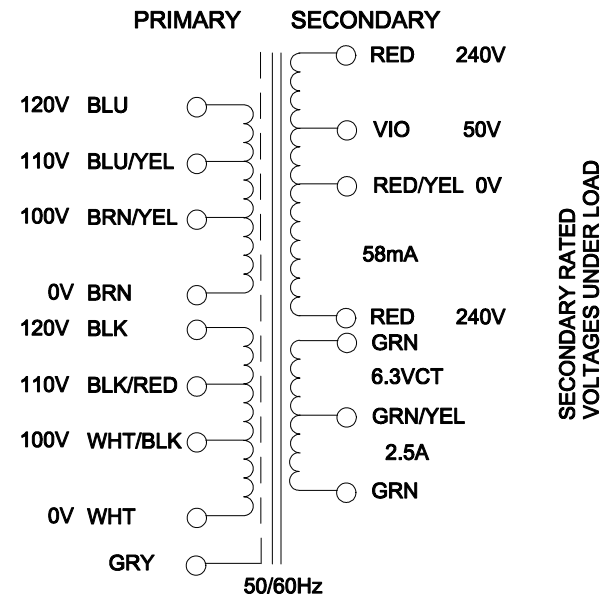 PRIMARY SECONDARY
RED 240V
120V BLU
VIO 50V
110V BLU/YEL
RED/YEL 0V
100V BRN/YEL
58mA
0V BRN
RED 240V
120V BLK
GRN
6.3VCT
110V BLK/RED
GRN/YEL
100V WHT/BLK
2.5A
GRN
0V WHT
GRY
50/60Hz
SECONDARY RATED
VOLTAGES UNDER LOAD